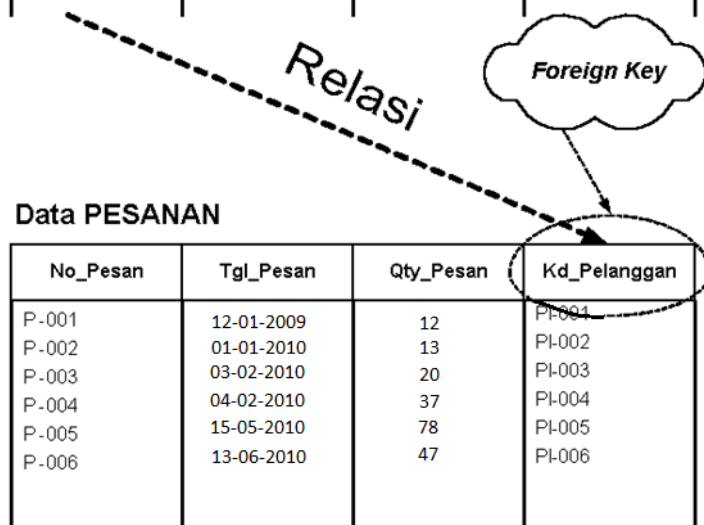 Relasi
Foreign Key
Data PESANAN
No_Pesan Tgl_Pesan Qty_Pesan Kd_Pelanggan
P-001 12-01-2009 12 Pl-001
P-002 01-01-2010 13 Pl-002
P-003 03-02-2010 20 Pl-003
P-004 04-02-2010 37 Pl-004
P-005 15-05-2010 78 Pl-005
P-006 13-06-2010 47 Pl-006